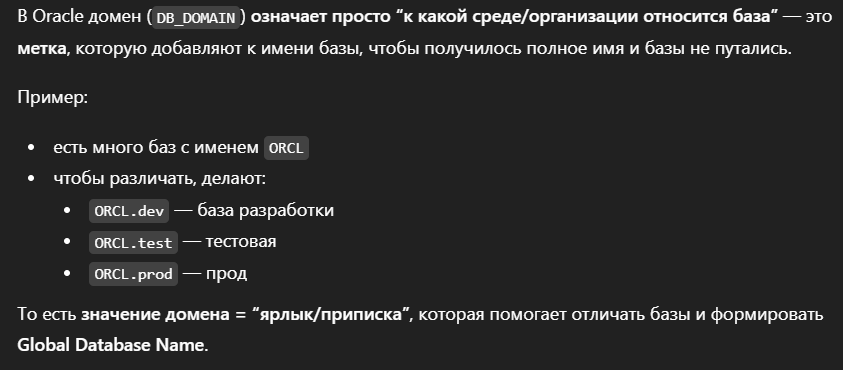 В Oracle домен (DB_DOMAIN) означает просто “к какой среде/организации относится база” — это
метка, которую добавляют к имени базы, чтобы получилось полное имя и базы не путались.
Пример:
• есть много баз с именем ORCL
• чтобы различать, делают:
• ORCL.dev — база разработки
• ORCL.test — тестовая
• ORCL.prod — прод
То есть значение домена = “ярлык/приписка”, которая помогает отличать базы и формировать
Global Database Name.